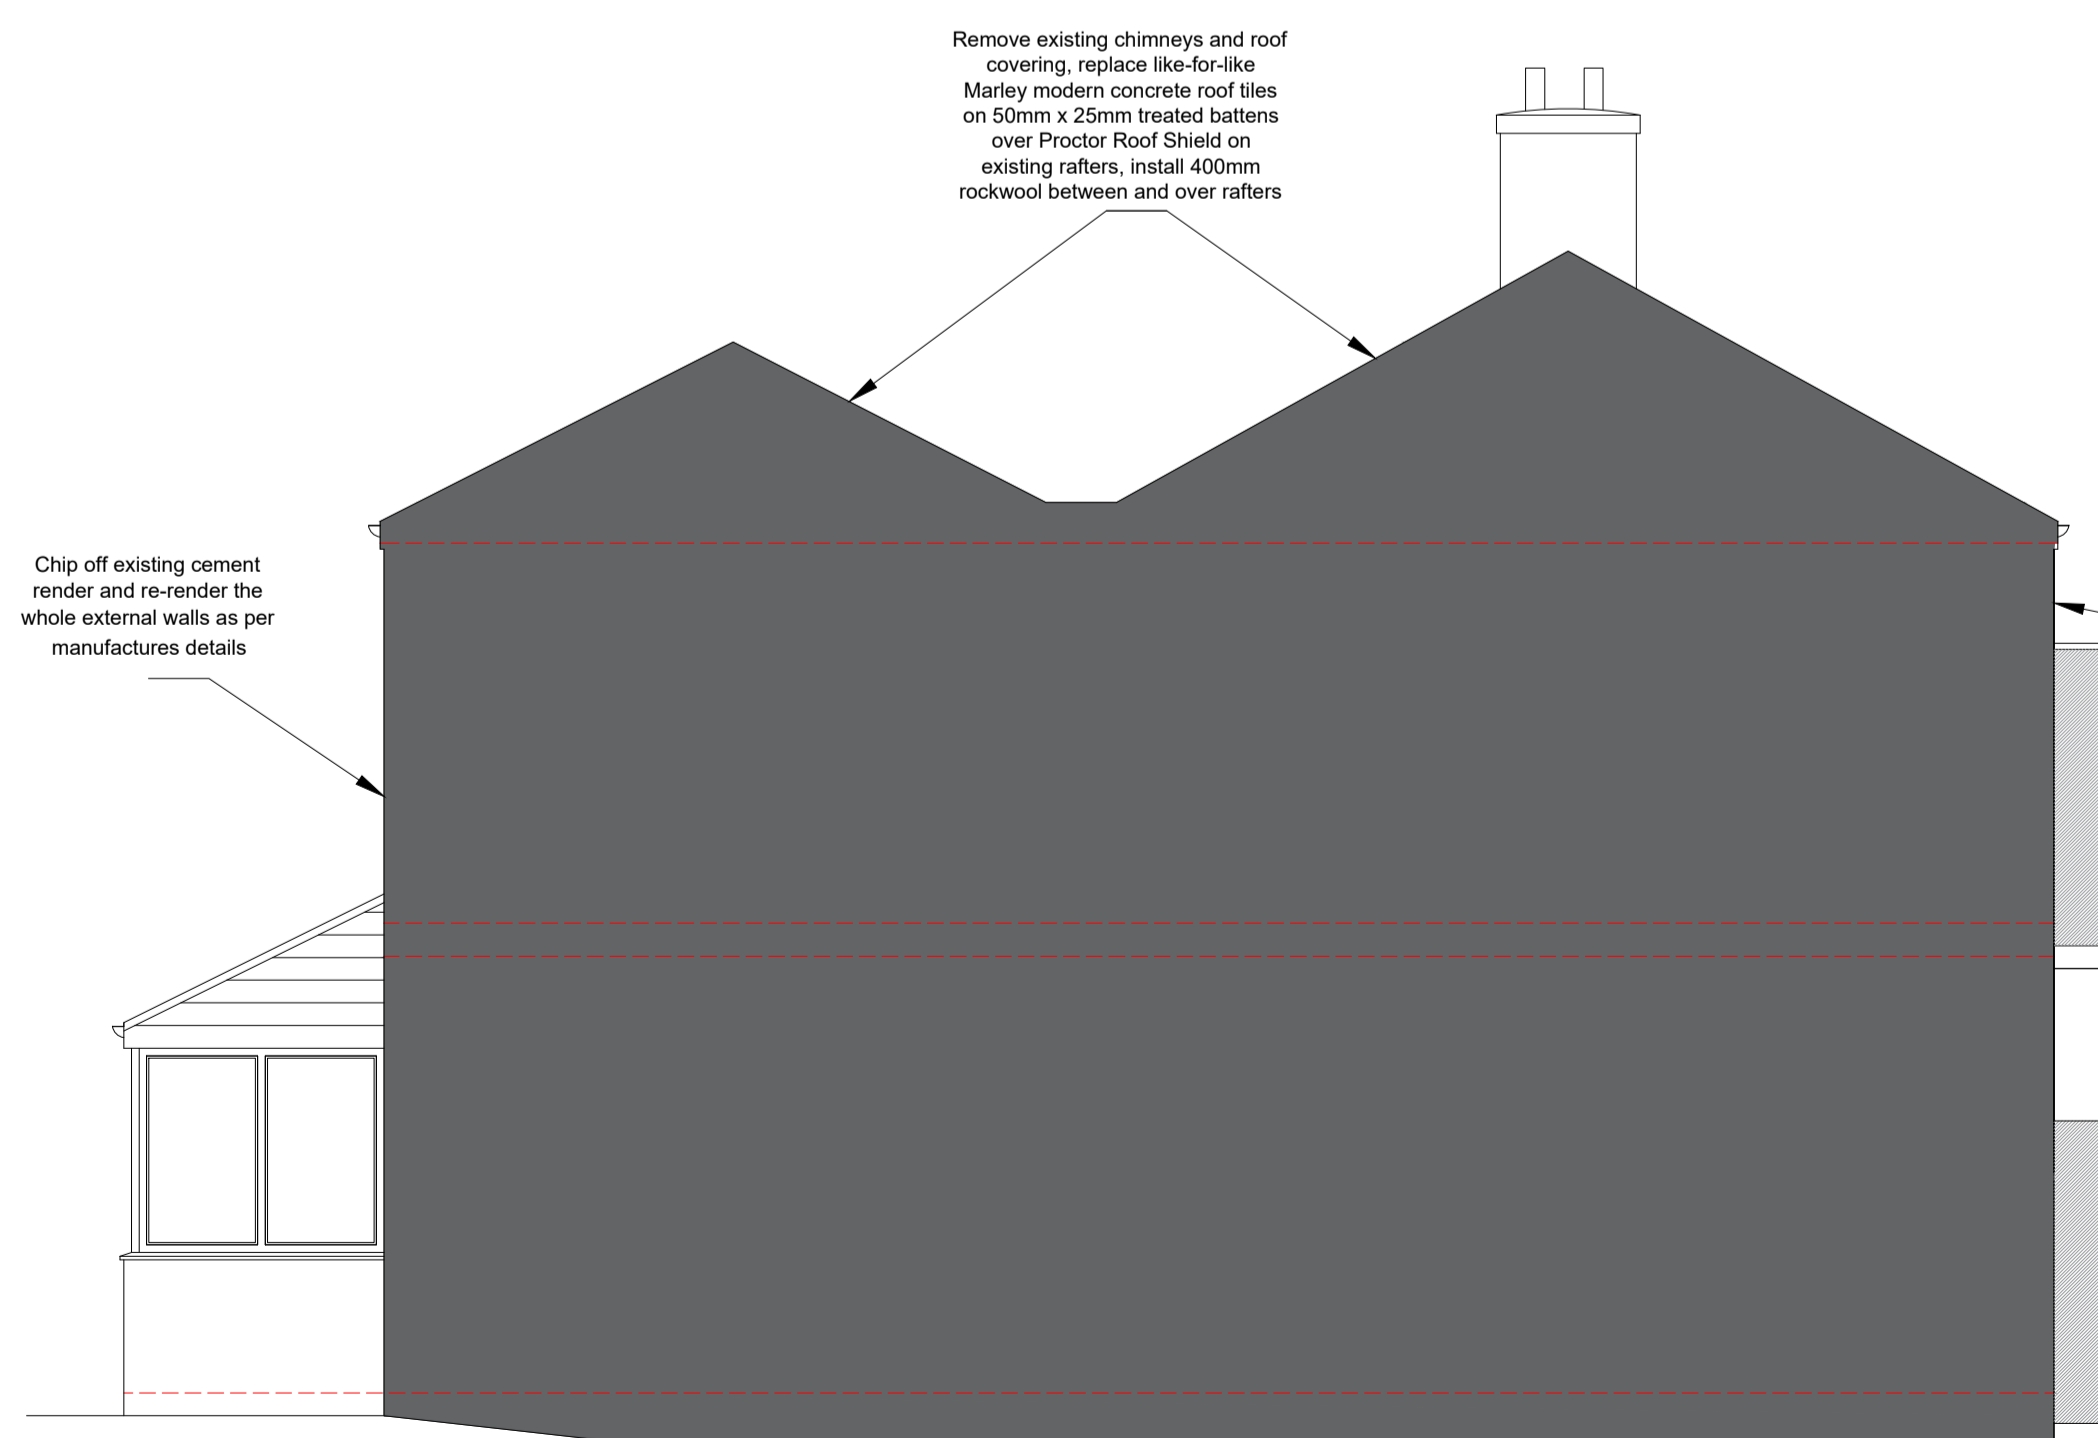 Remove existing chimneys and roof
covering, replace like-for-like
Marley modern concrete roof tiles
on 50mm x 25mm treated battens
over Proctor Roof Shield on
existing rafters, install 400mm
rockwool between and over rafters
Chip off existing cement
render and re-render the
whole external walls as per
manufactures details